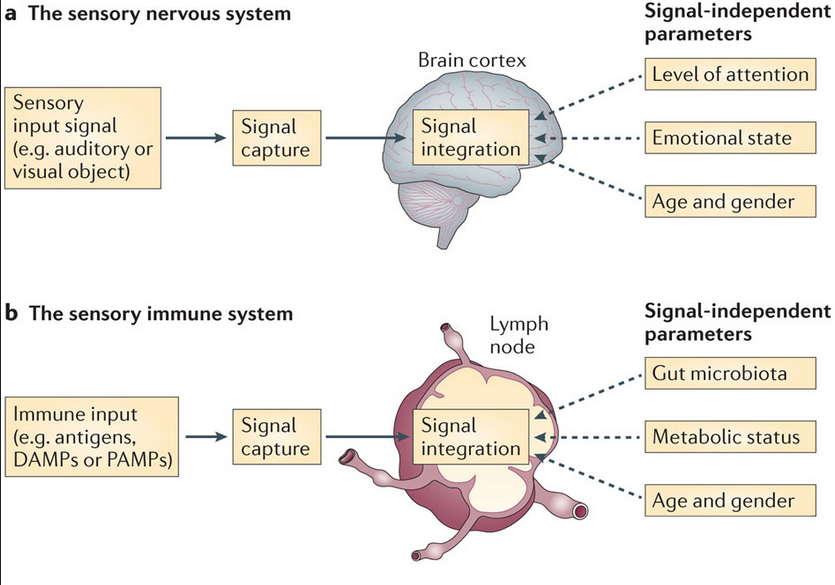 a The sensory nervous system
Signal-independent
parameters
Brain cortex
Level of attention
Sensory
input signal
(e.g. auditory or
visual object)
Signal
capture
Signal
integration
Emotional state
Age and gender
b The sensory immune system
Signal-independent
parameters
Lymph
node
Gut microbiota
Immune input
(e.g. antigens,
DAMPs or PAMPs)
Signal
capture
Signal
integration
Metabolic status
Age and gender